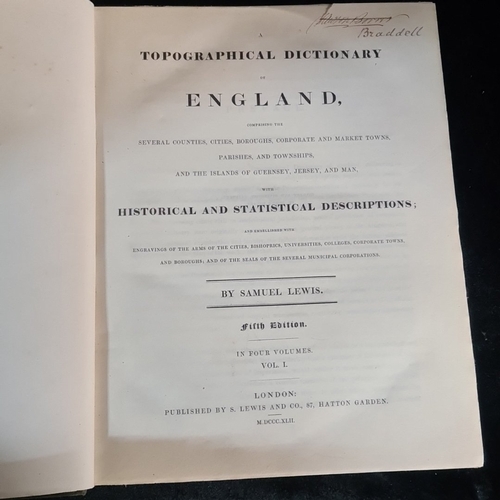 Braddell
A
TOPOGRAPHICAL DICTIONARY
OF
ENGLAND,
COMPRISING THE
SEVERAL COUNTIES, CITIES, BOROUGHS, CORPORATE AND MARKET TOWNS,
PARISHES, AND TOWNSHIPS,
AND THE ISLANDS OF GUERNSEY, JERSEY, AND MAN,
WITH
HISTORICAL AND STATISTICAL DESCRIPTIONS;
AND EMBELLISHED WITH
ENGRAVINGS OF THE ARMS OF THE CITIES, BISHOPRICS, UNIVERSITIES, COLLEGES, CORPORATE TOWNS,
AND BOROUGHS; AND OF THE SEALS OF THE SEVERAL MUNICIPAL CORPORATIONS.
BY SAMUEL LEWIS.
Fifth Edition.
IN FOUR VOLUMES.
VOL. I.
LONDON:
PUBLISHED BY S. LEWIS AND CO., 87, HATTON GARDEN.
M.DCCC.XLII.